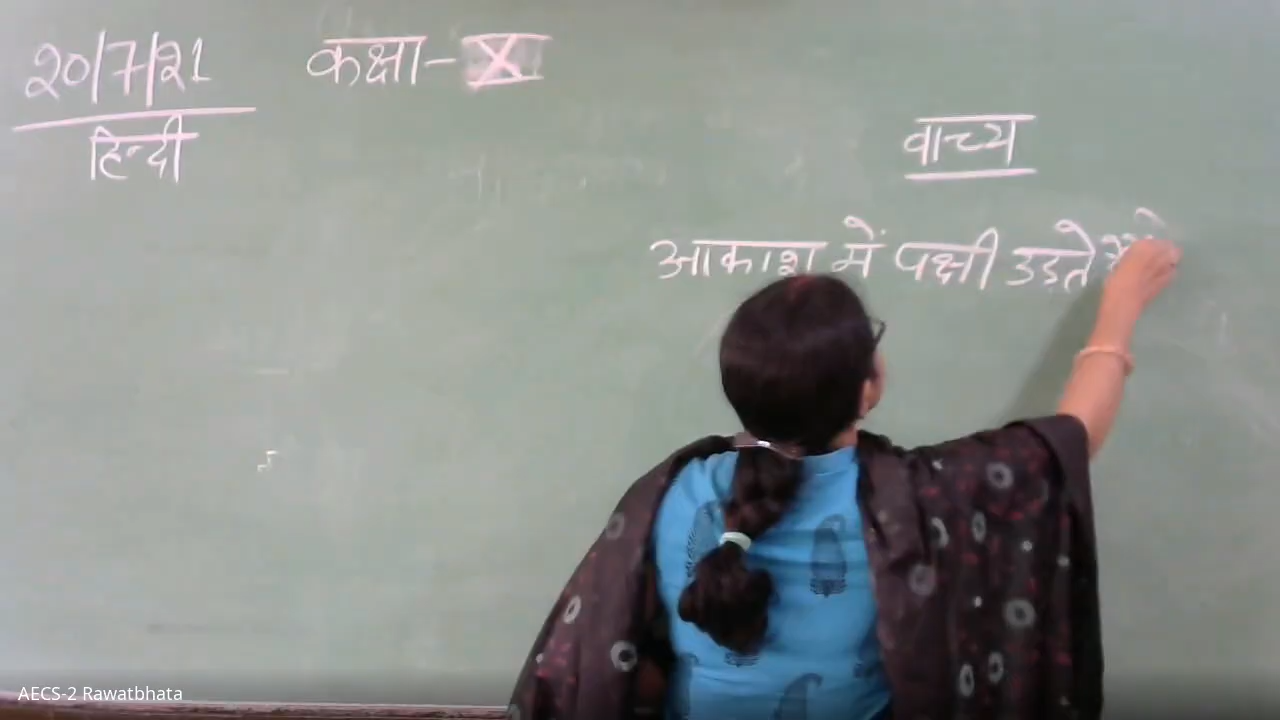 20/7/21
हिन्दी
कक्षा - X
वाच्य
आकाश में पक्षी उड़ते
AECS-2 Rawatbhata